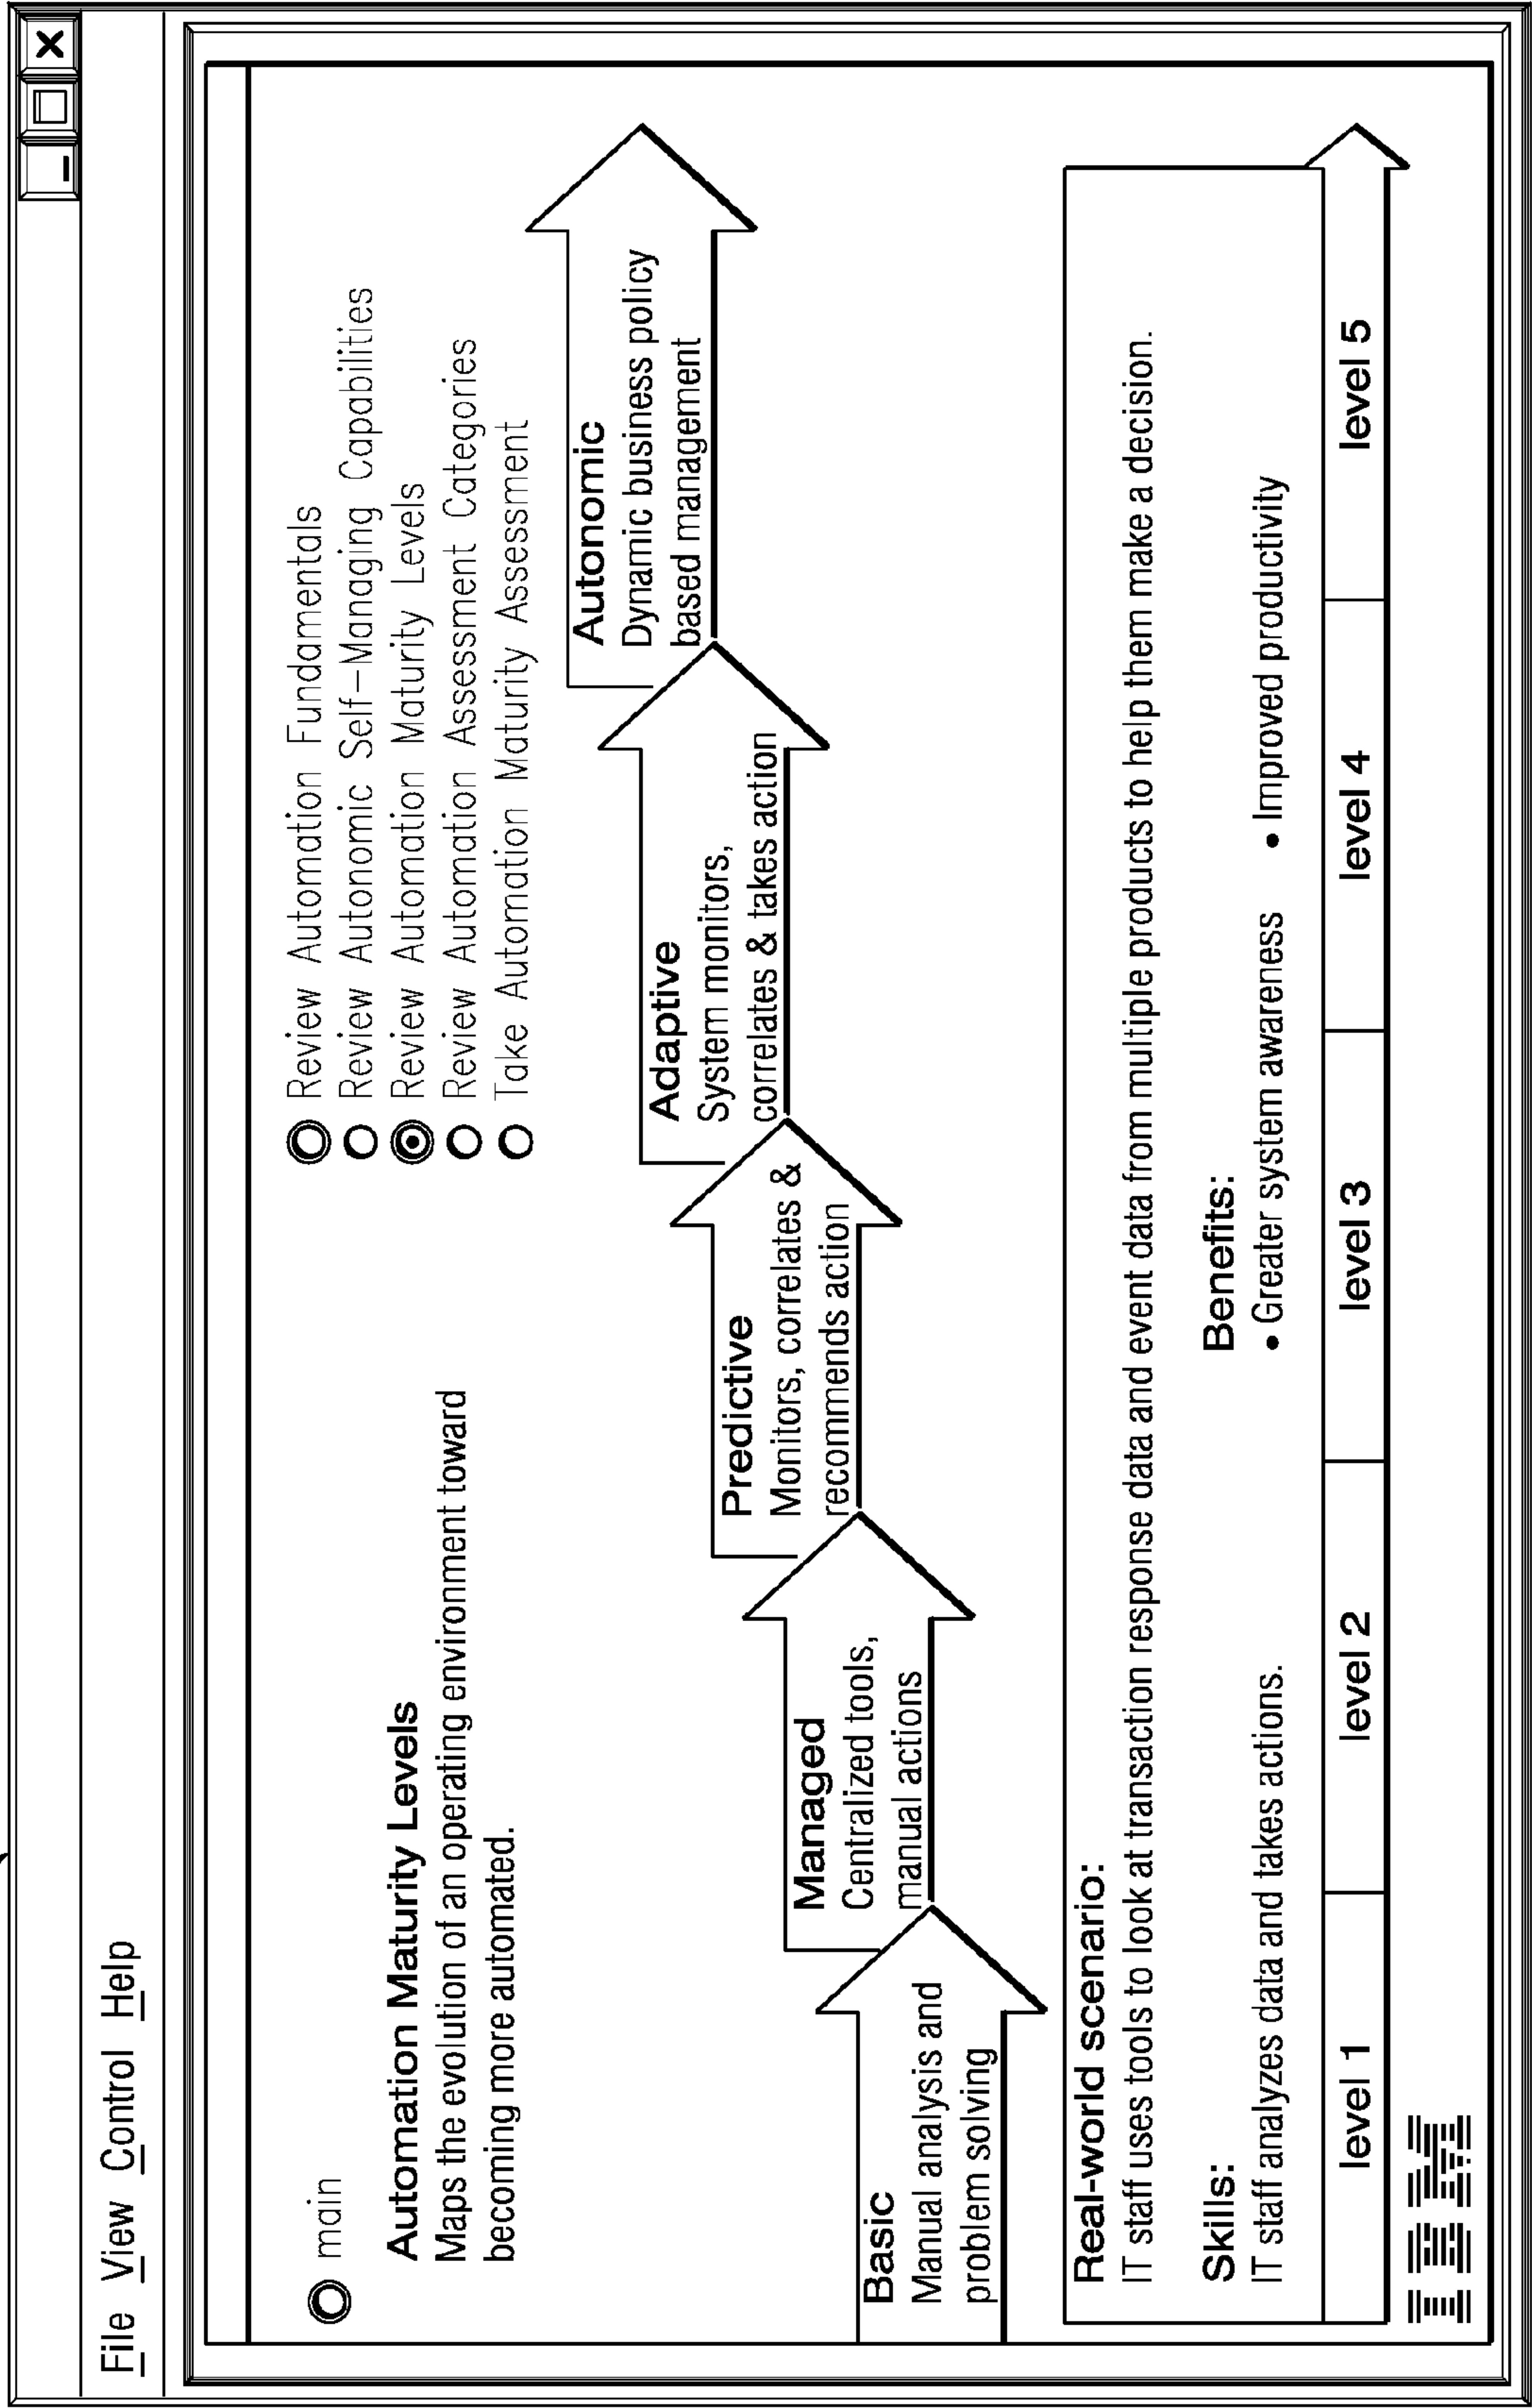 File View Control Help
main
Review Automation Fundamentals
Review Autonomic Self-Managing Capabilities
Review Automation Maturity Levels
Review Automation Assessment Categories
Take Automation Maturity Assessment
Automation Maturity Levels
Maps the evolution of an operating environment toward
becoming more automated.
Basic
Manual analysis and
problem solving
Managed
Centralized tools,
manual actions
Predictive
Monitors, correlates &
recommends action
Adaptive
System monitors,
correlates & takes action
Autonomic
Dynamic business policy
based management
Real-world scenario:
IT staff uses tools to look at transaction response data and event data from multiple products to help them make a decision.
Skills:
IT staff analyzes data and takes actions.
Benefits:
• Greater system awareness • Improved productivity
level 1 level 2 level 3 level 4 level 5
IBM